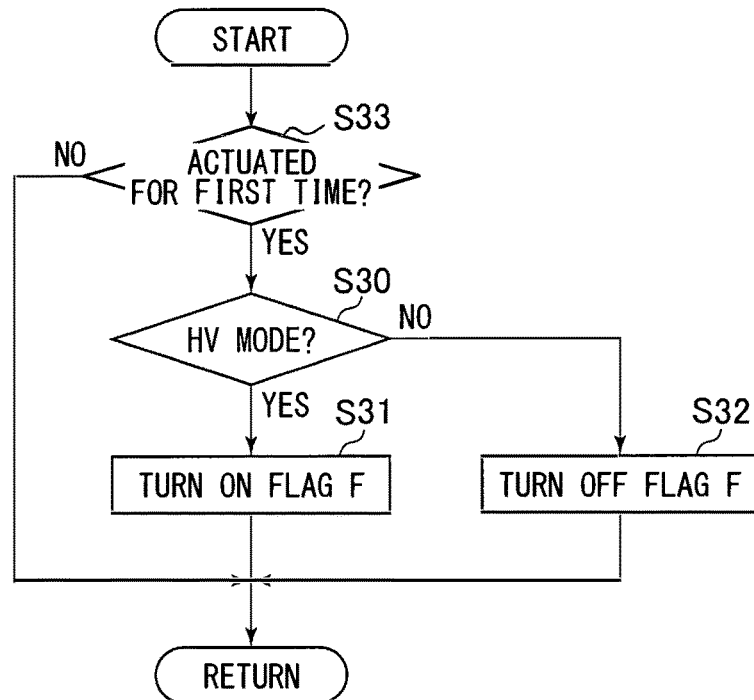 START
S33
NO
ACTUATED
FOR FIRST TIME?
YES
S30
HV MODE?
NO
YES
S31
S32
TURN ON FLAG F
TURN OFF FLAG F
RETURN